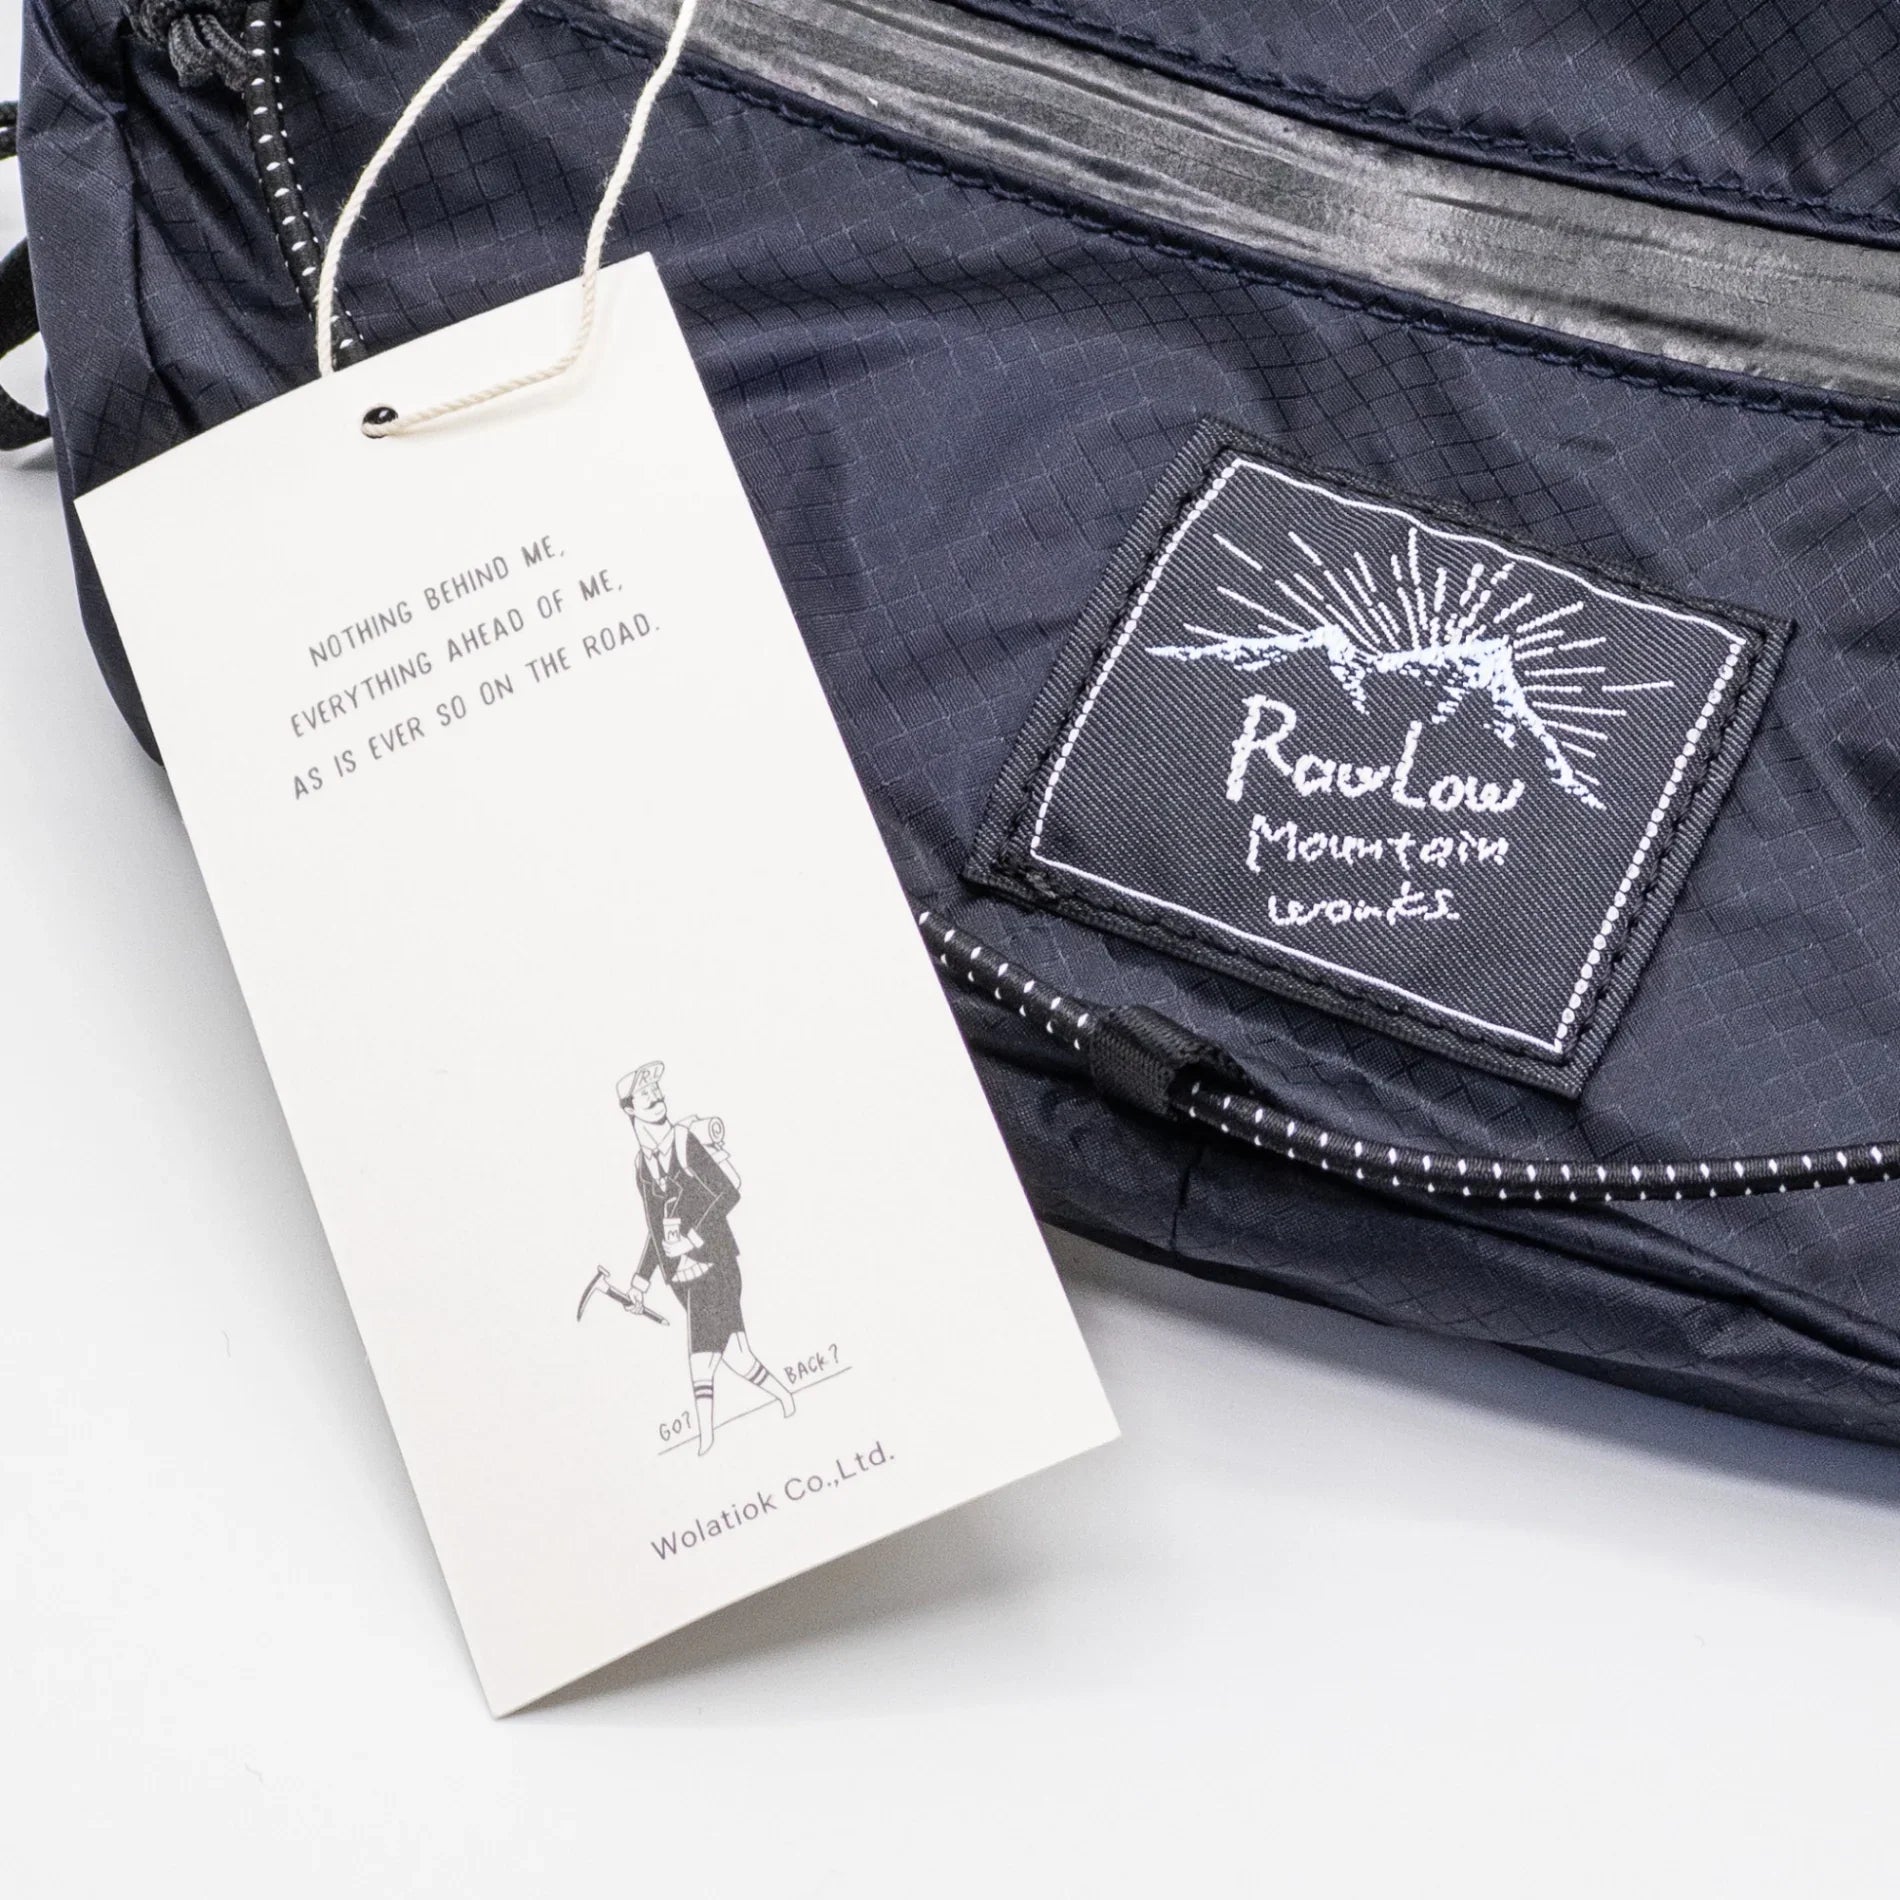 NOTHING BEHIND ME,
EVERYTHING AHEAD OF ME,
AS IS EVER SO ON THE ROAD.
R.L
M
GO?
BACK?
Wolatiok Co.,Ltd.
RawLow
Mountain
works.